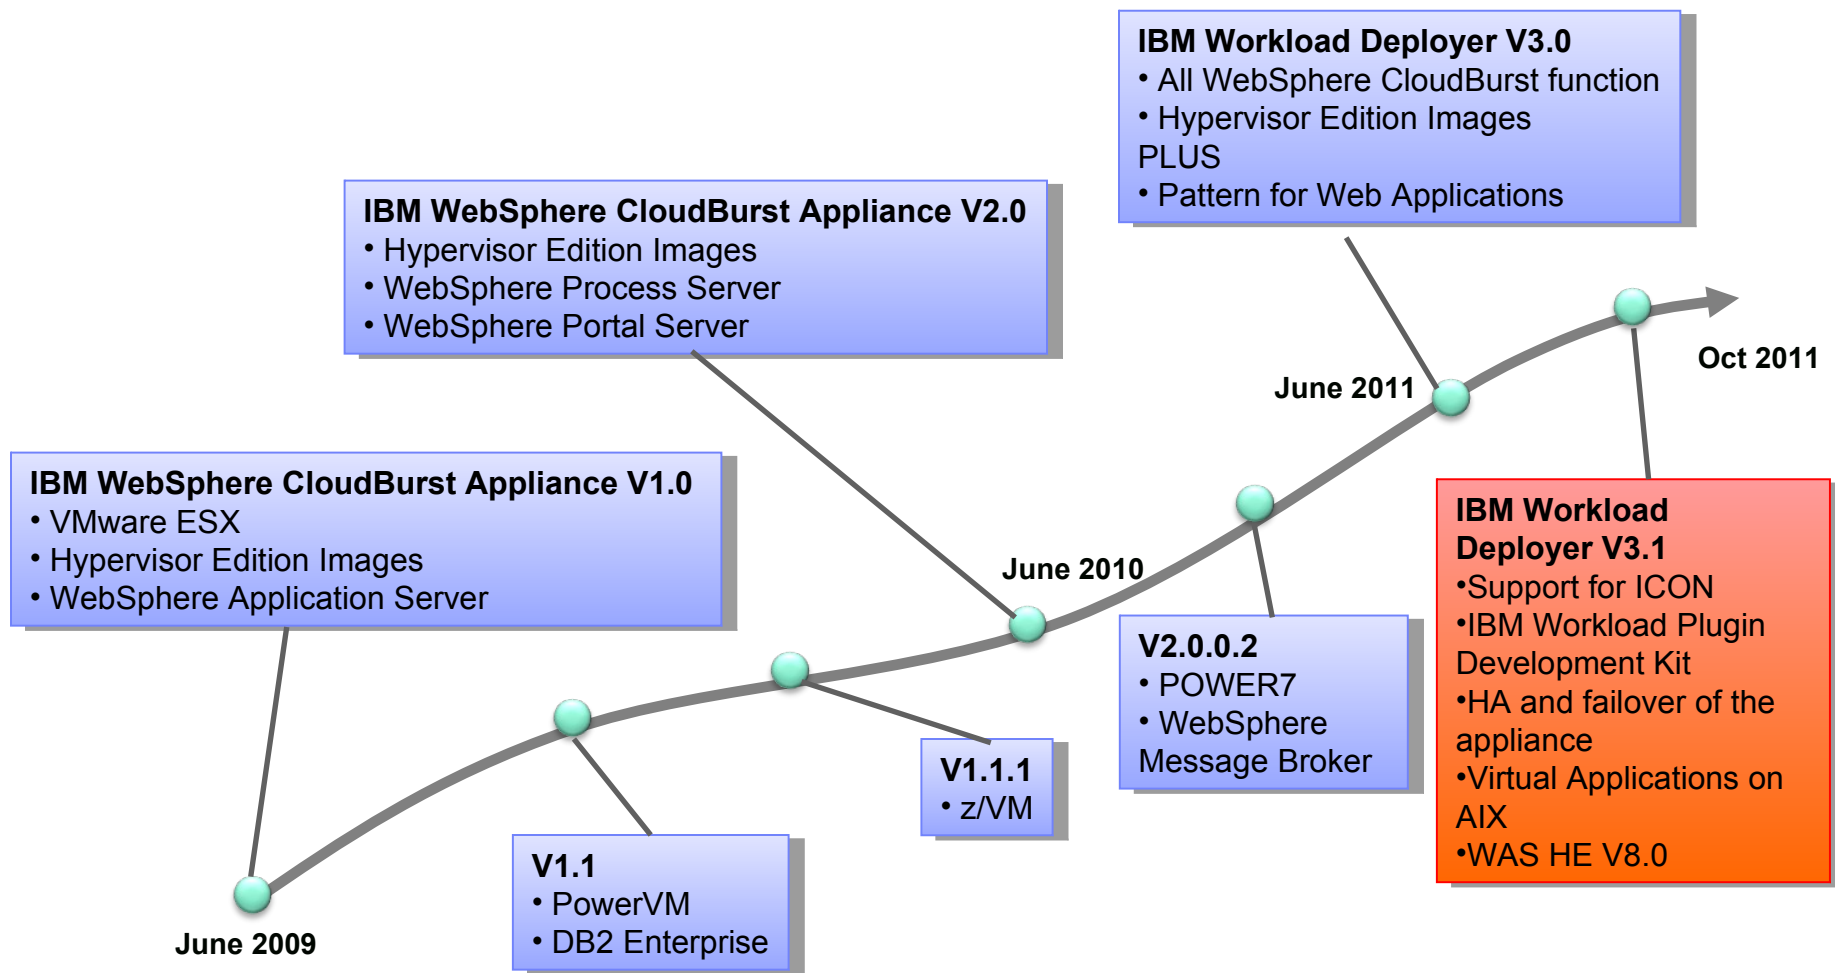 IBM Workload Deployer V3.0
• All WebSphere CloudBurst function
• Hypervisor Edition Images
PLUS
• Pattern for Web Applications
IBM WebSphere CloudBurst Appliance V2.0
• Hypervisor Edition Images
• WebSphere Process Server
• WebSphere Portal Server
Oct 2011
June 2011
IBM WebSphere CloudBurst Appliance V1.0
• VMware ESX
• Hypervisor Edition Images
• WebSphere Application Server
June 2010
IBM Workload
Deployer V3.1
•Support for ICON
•IBM Workload Plugin
Development Kit
•HA and failover of the
appliance
•Virtual Applications on
AIX
•WAS HE V8.0
V2.0.0.2
• POWER7
• WebSphere
Message Broker
V1.1.1
• z/VM
V1.1
• PowerVM
• DB2 Enterprise
June 2009